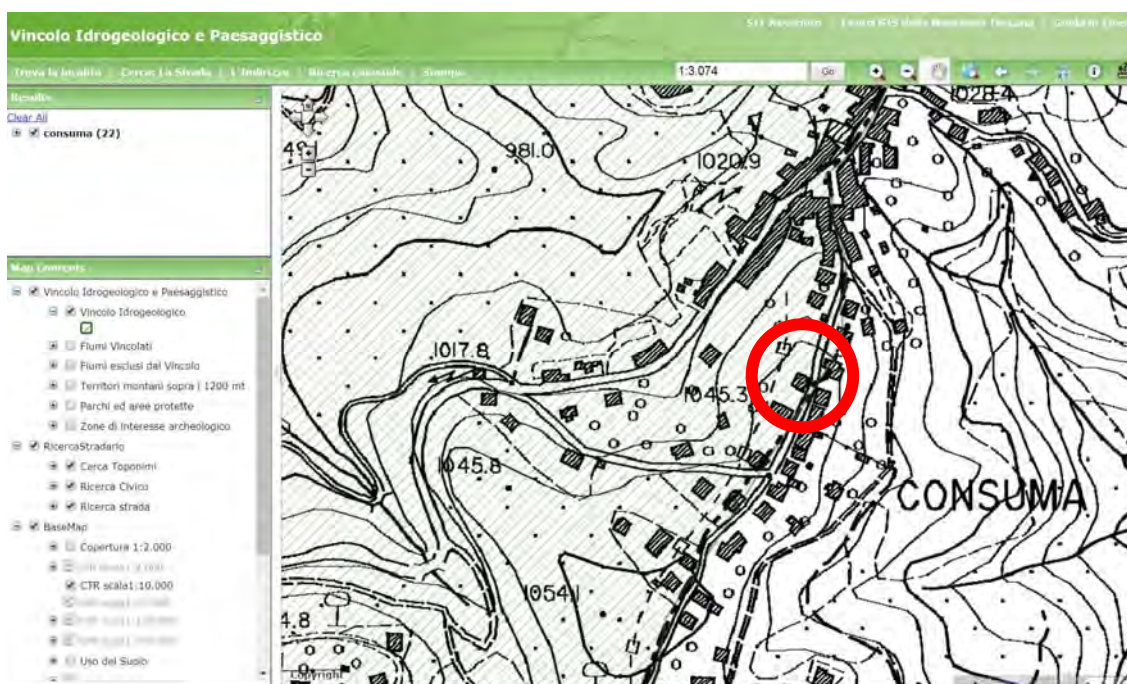 Vincolo Idrogeologico e Paesaggistico
Trova la località | Cerca: La Strada | L'Indirizzo | Ricerca catastale | Stampa
1:3.074
Go
Results
Clear All
consuma (22)
Map Contents
Vincolo Idrogeologico e Paesaggistico
Vincolo Idrogeologico
Fiumi Vincolati
Fiumi esclusi dal Vincolo
Territori montani sopra i 1200 mt
Parchi ed aree protette
Zone di interesse archeologico
RicercaStradario
Cerca Toponimi
Ricerca Civico
Ricerca strada
BaseMap
Copertura 1:2.000
CTR scala1:10.000
Uso del Suolo
1028.4
981.0
1020.9
1017.8
1045.3
1045.8
CONSUMA
1054.1
4.8
Copyright